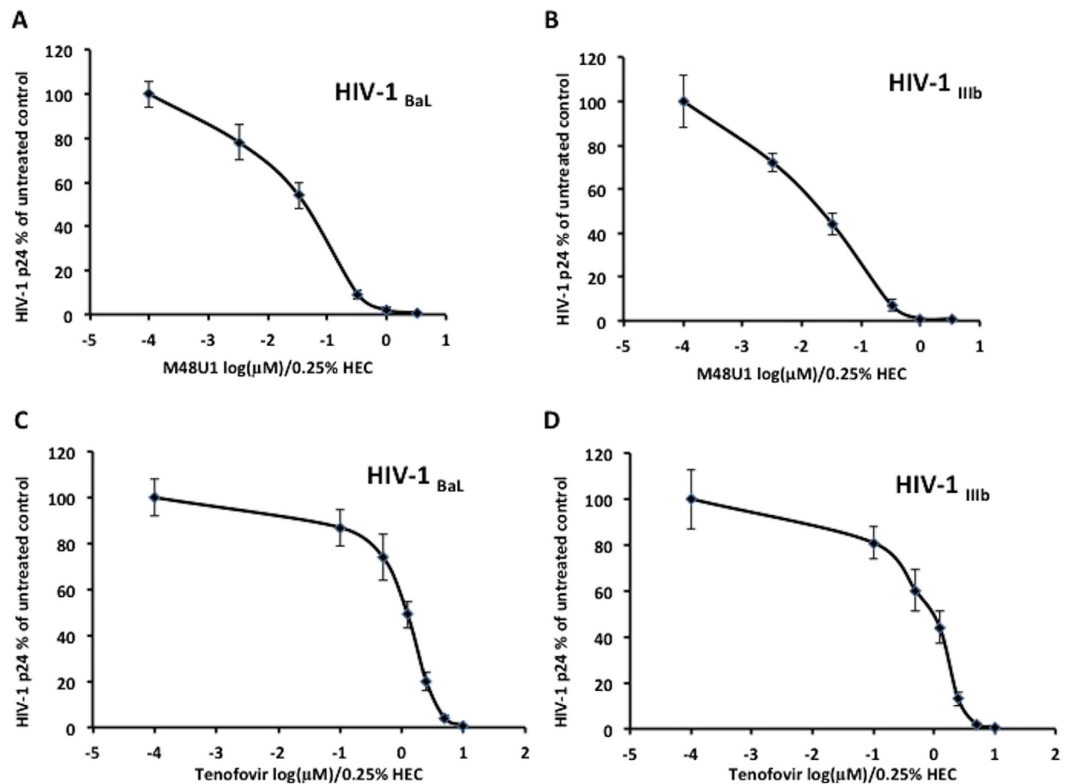 A
HIV-1 p24 % of untreated control
120
100
80
60
40
20
0
HIV-1 BaL
-5 -4 -3 -2 -1 0 1
M48U1 log(μM)/0.25% HEC
B
HIV-1 p24 % of untreated control
120
100
80
60
40
20
0
HIV-1 IIIb
-5 -4 -3 -2 -1 0 1
M48U1 log(μM)/0.25% HEC
C
HIV-1 p24 % of untreated control
120
100
80
60
40
20
0
HIV-1 BaL
-5 -4 -3 -2 -1 0 1 2
Tenofovir log(μM)/0.25% HEC
D
HIV-1 p24 % of untreated control
120
100
80
60
40
20
0
HIV-1 IIIb
-5 -4 -3 -2 -1 0 1 2
Tenofovir log(μM)/0.25% HEC